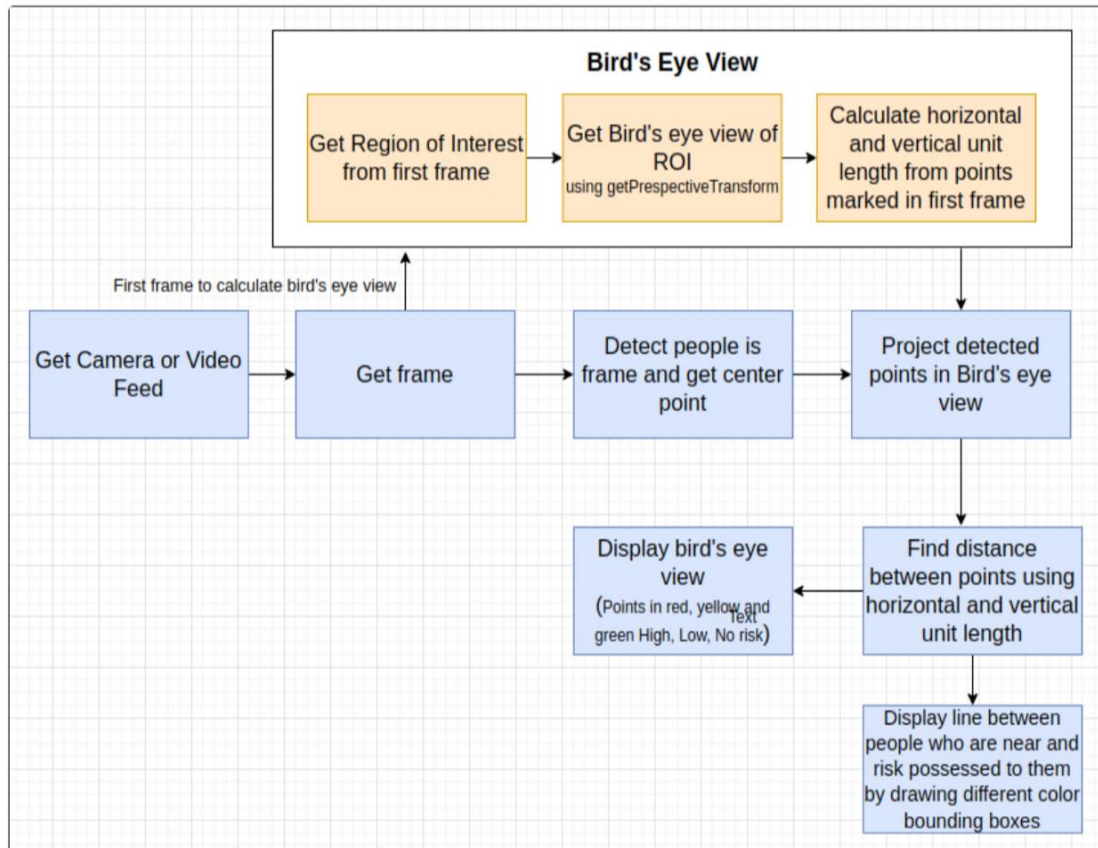 Bird's Eye View
Get Region of Interest
from first frame
Get Bird's eye view of
ROI
using getPrespectiveTransform
Calculate horizontal
and vertical unit
length from points
marked in first frame
First frame to calculate bird's eye view
Get Camera or Video
Feed
Get frame
Detect people is
frame and get center
point
Project detected
points in Bird's eye
view
Display bird's eye
view
(Points in red, yellow and
Text
green High, Low, No risk)
Find distance
between points using
horizontal and vertical
unit length
Display line between
people who are near and
risk possessed to them
by drawing different color
bounding boxes